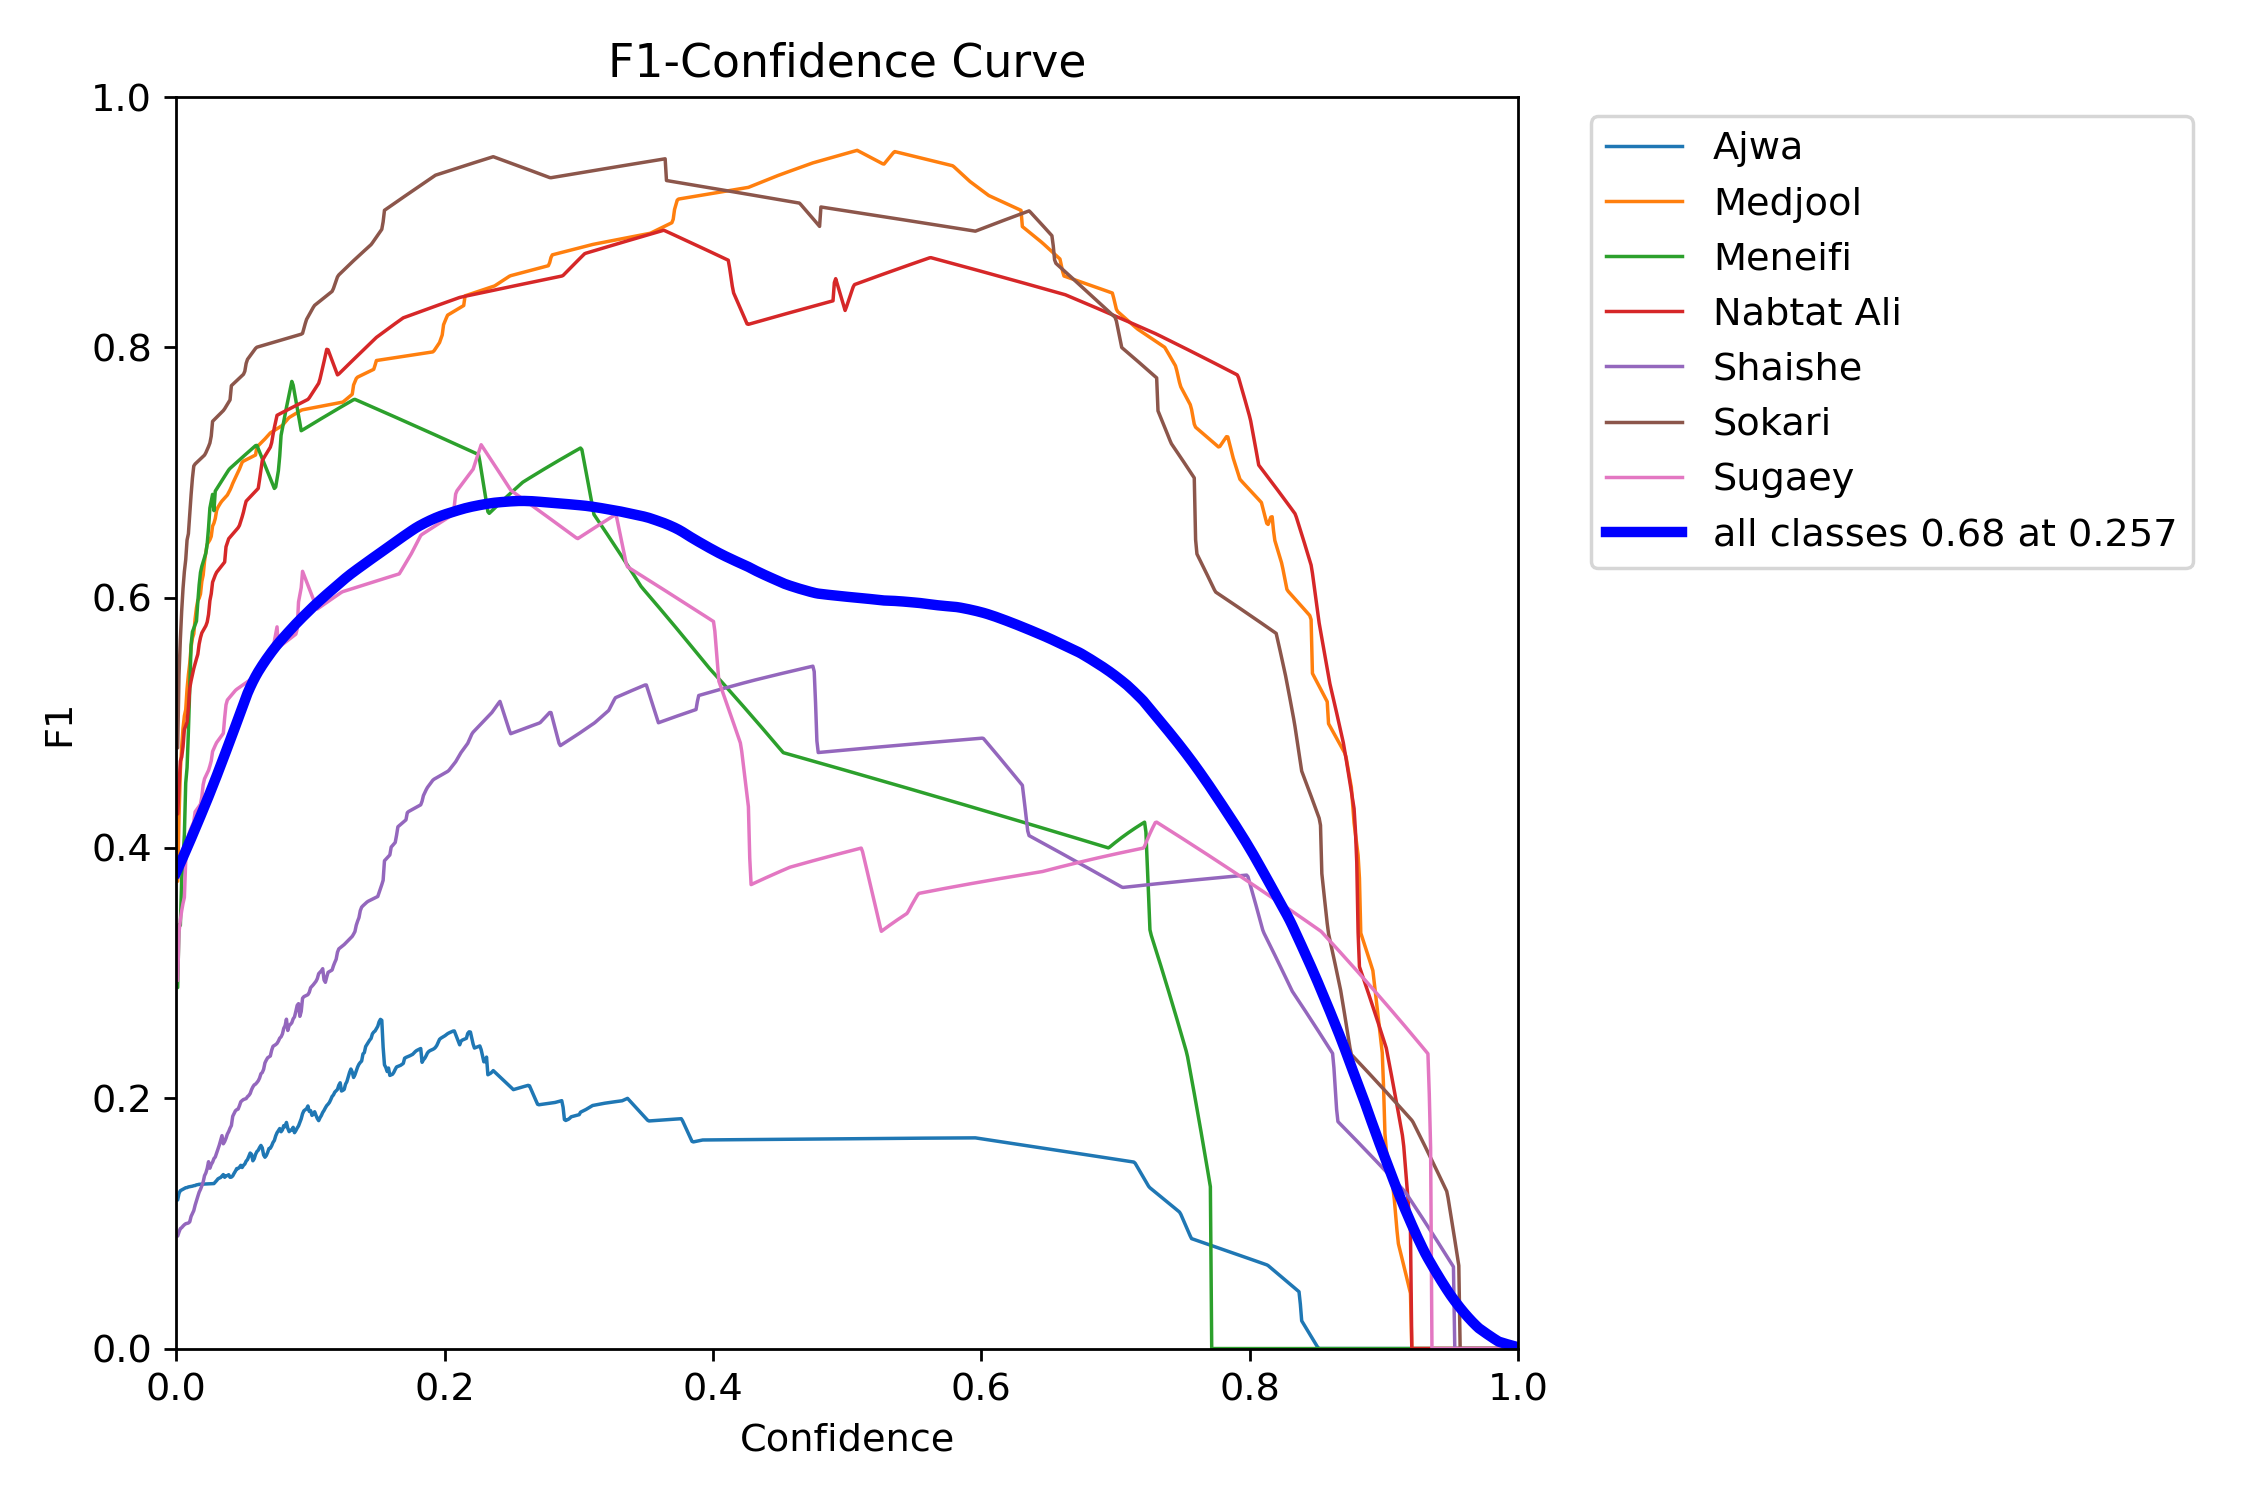 F1-Confidence Curve
1.0
0.8
0.6
0.4
0.2
0.0
F1
0.0 0.2 0.4 0.6 0.8 1.0
Confidence
Ajwa
Medjool
Meneifi
Nabtat Ali
Shaishe
Sokari
Sugaey
all classes 0.68 at 0.257